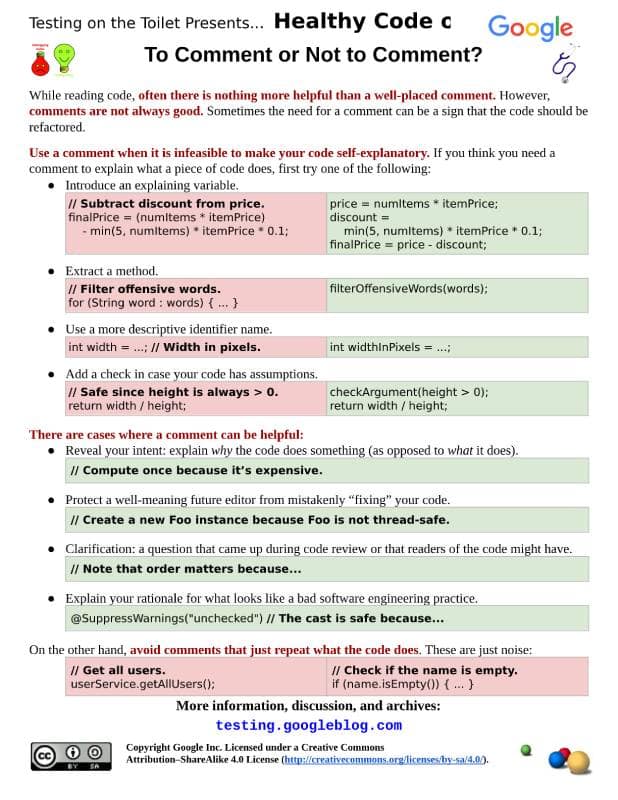 Testing on the Toilet Presents... Healthy Code
Google
To Comment or Not to Comment?
While reading code, often there is nothing more helpful than a well-placed comment. However,
comments are not always good. Sometimes the need for a comment can be a sign that the code should be
refactored.
Use a comment when it is infeasible to make your code self-explanatory. If you think you need a
comment to explain what a piece of code does, first try one of the following:
● Introduce an explaining variable.
// Subtract discount from price.
finalPrice = (numItems * itemPrice)
- min(5, numItems) * itemPrice * 0.1;
price = numItems * itemPrice;
discount =
min(5, numItems) * itemPrice * 0.1;
finalPrice = price - discount;
● Extract a method.
// Filter offensive words.
for (String word : words) { ... }
filterOffensiveWords(words);
● Use a more descriptive identifier name.
int width = ...; // Width in pixels.
int widthInPixels = ...;
● Add a check in case your code has assumptions.
// Safe since height is always > 0.
return width / height;
checkArgument(height > 0);
return width / height;
There are cases where a comment can be helpful:
● Reveal your intent: explain why the code does something (as opposed to what it does).
// Compute once because it’s expensive.
● Protect a well-meaning future editor from mistakenly “fixing” your code.
// Create a new Foo instance because Foo is not thread-safe.
● Clarification: a question that came up during code review or that readers of the code might have.
// Note that order matters because...
● Explain your rationale for what looks like a bad software engineering practice.
@SuppressWarnings("unchecked") // The cast is safe because...
On the other hand, avoid comments that just repeat what the code does. These are just noise:
// Get all users.
userService.getAllUsers();
// Check if the name is empty.
if (name.isEmpty()) { ... }
More information, discussion, and archives:
testing.googleblog.com
cc BY SA
Copyright Google Inc. Licensed under a Creative Commons
Attribution–ShareAlike 4.0 License (http://creativecommons.org/licenses/by-sa/4.0/).